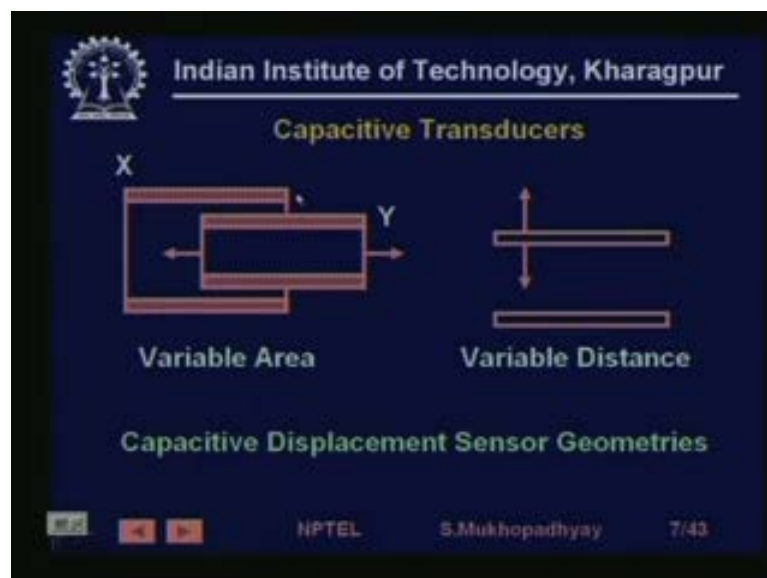 Indian Institute of Technology, Kharagpur
Capacitive Transducers
X
Y
Variable Area
Variable Distance
Capacitive Displacement Sensor Geometries
NPTEL S.Mukhopadhyay 7/43